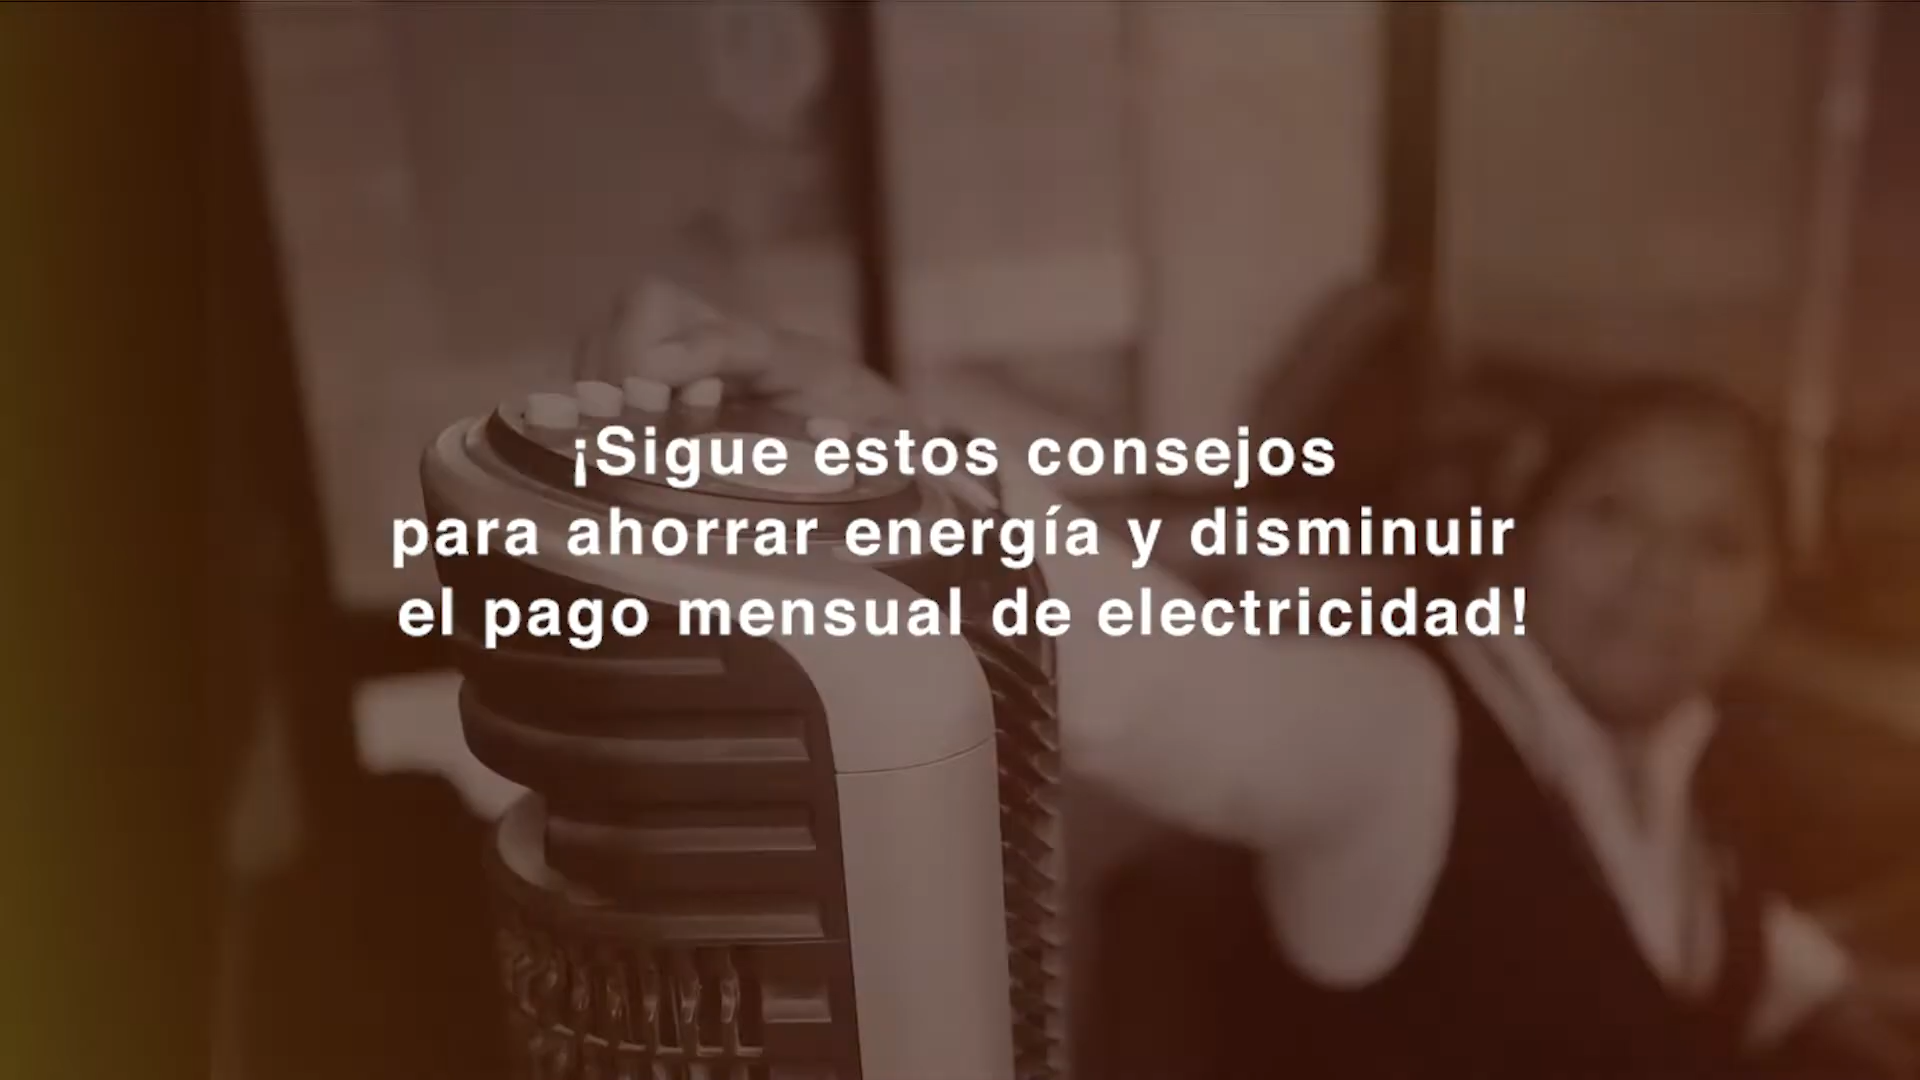 ¡Sigue estos consejos
para ahorrar energía y disminuir
el pago mensual de electricidad!